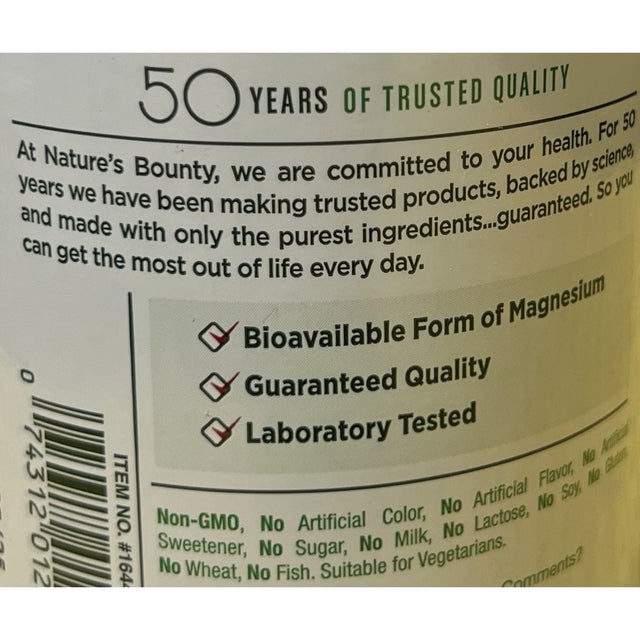 50 YEARS OF TRUSTED QUALITY
At Nature's Bounty, we are committed to your health. For 50
years we have been making trusted products, backed by science,
and made with only the purest ingredients...guaranteed. So you
can get the most out of life every day.
Bioavailable Form of Magnesium
Guaranteed Quality
Laboratory Tested
Non-GMO, No Artificial Color, No Artificial Flavor, No Artificial
Sweetener, No Sugar, No Milk, No Lactose, No Soy, No Gluten,
No Wheat, No Fish. Suitable for Vegetarians.
Comments?
0 74312 012
ITEM NO. #164